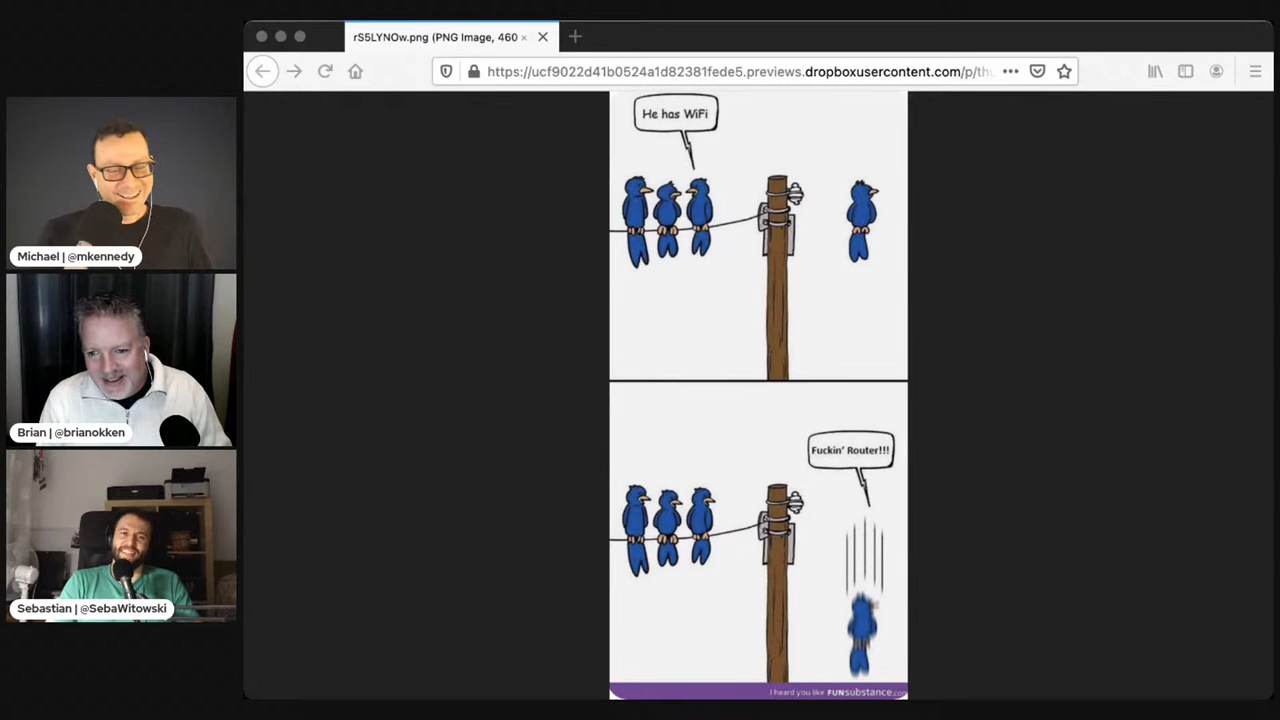 rS5LYNOw.png (PNG Image, 460 ×
https://ucf9022d41b0524a1d82381fede5.previews.dropboxusercontent.com/p/thu
He has WiFi
Fuckin' Router!!!
I heard you like FUNsubstance.com
Michael | @mkennedy
Brian | @brianokken
Sebastian | @SebaWitowski